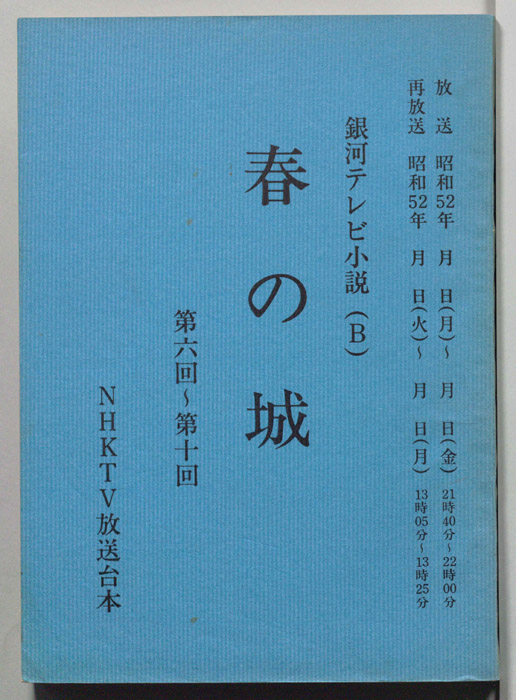 放　送　昭和52年　月　日(月)～　月　日(金)　21時40分～22時00分
再放送　昭和52年　月　日(火)～　月　日(月)　13時05分～13時25分
銀河テレビ小説(B)
春の城
第六回～第十回
NHKTV放送台本